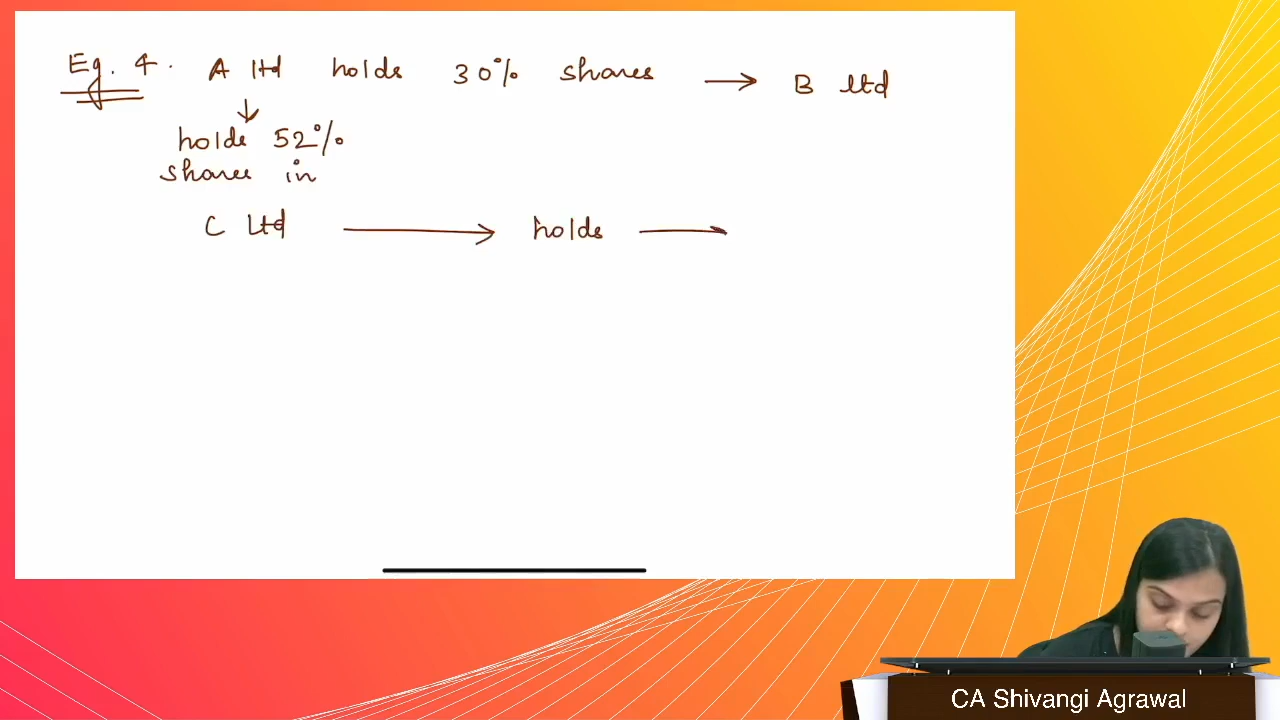 Eg. 4. A ltd holds 30% shares → B ltd
↓
holds 52%
shares in
C Ltd → holds →
CA Shivangi Agrawal